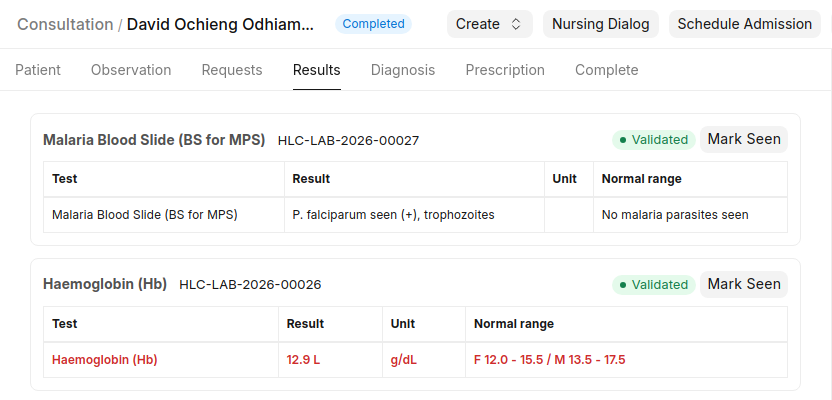 Consultation / David Ochieng Odhiam... Completed Create Nursing Dialog Schedule Admission
Patient Observation Requests Results Diagnosis Prescription Complete
Malaria Blood Slide (BS for MPS) HLC-LAB-2026-00027 Validated Mark Seen
Test Result Unit Normal range
Malaria Blood Slide (BS for MPS) P. falciparum seen (+), trophozoites No malaria parasites seen
Haemoglobin (Hb) HLC-LAB-2026-00026 Validated Mark Seen
Test Result Unit Normal range
Haemoglobin (Hb) 12.9 L g/dL F 12.0 - 15.5 / M 13.5 - 17.5